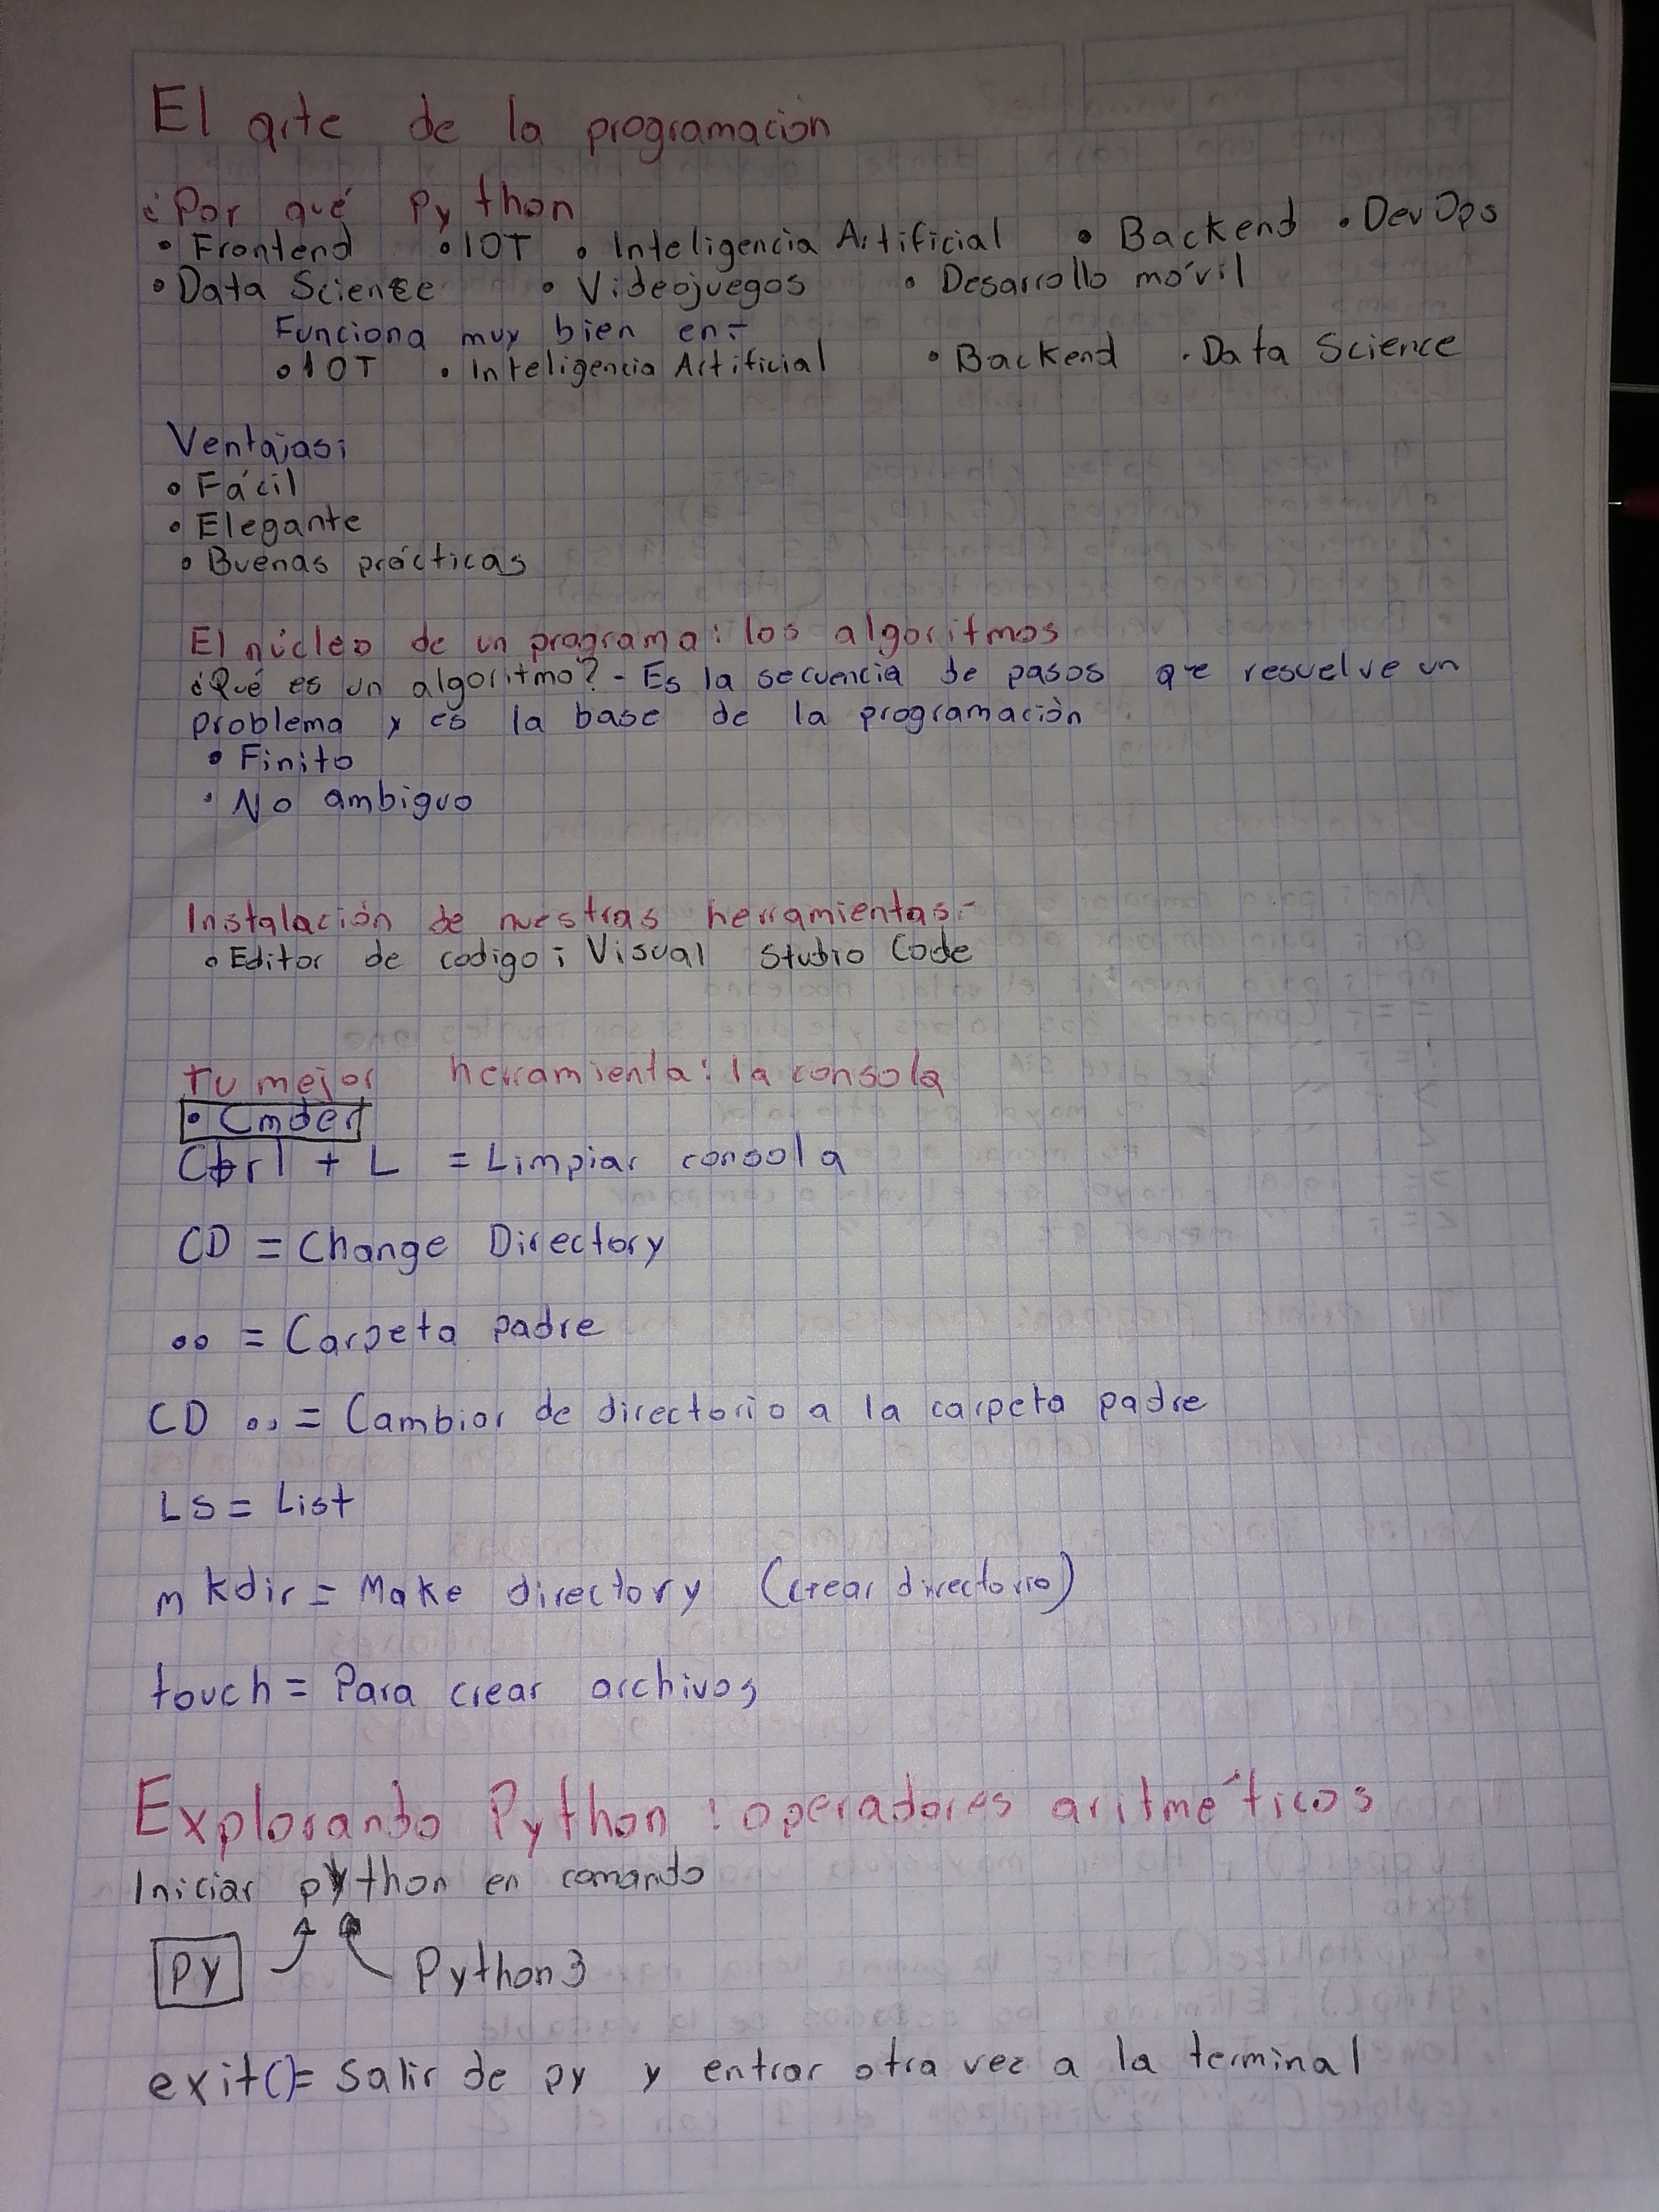 El arte de la programación
¿Por qué Python
• Frontend • IOT • Inteligencia Artificial • Backend • DevOps
• Data Science • Videojuegos • Desarrollo móvil
Funciona muy bien en:-
• IOT • Inteligencia Artificial • Backend • Data Science
Ventajas:
• Fácil
• Elegante
• Buenas prácticas
El núcleo de un programa: los algoritmos
¿Qué es un algoritmo? - Es la secuencia de pasos que resuelve un
problema y es la base de la programación
• Finito
• No ambiguo
Instalación de nuestras herramientas:-
• Editor de codigo: Visual Studio Code
Tu mejor herramienta: la consola
• Cmder
Ctrl + L = Limpiar consola
CD = Change Directory
.. = Carpeta padre
CD .. = Cambiar de directorio a la carpeta padre
LS = List
mkdir = Make directory (crear directorio)
touch = Para crear archivos
Explorando Python: operadores aritméticos
Iniciar python en comando
py Python3
exit()= Salir de py y entrar otra vez a la terminal